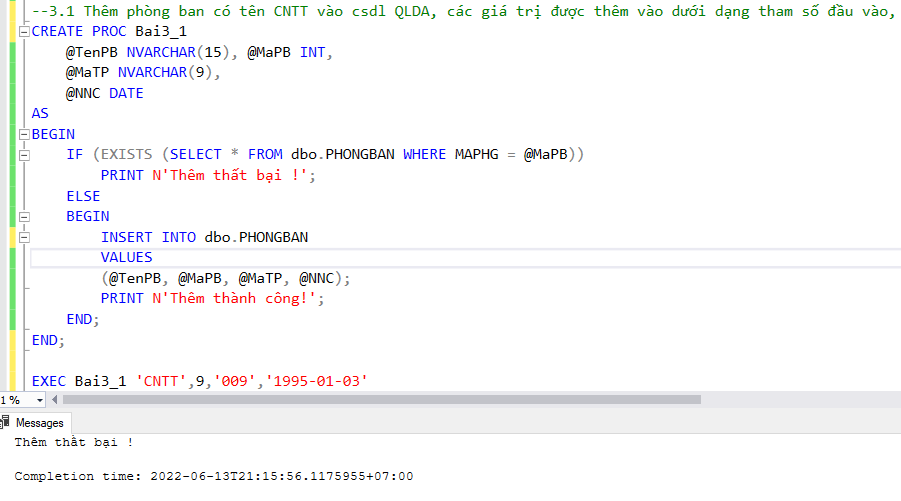 --3.1 Thêm phòng ban có tên CNTT vào csdl QLDA, các giá trị được thêm vào dưới dạng tham số đầu vào,
CREATE PROC Bai3_1
@TenPB NVARCHAR(15), @MaPB INT,
@MaTP NVARCHAR(9),
@NNC DATE
AS
BEGIN
IF (EXISTS (SELECT * FROM dbo.PHONGBAN WHERE MAPHG = @MaPB))
PRINT N'Thêm thất bại !';
ELSE
BEGIN
INSERT INTO dbo.PHONGBAN
VALUES
(@TenPB, @MaPB, @MaTP, @NNC);
PRINT N'Thêm thành công!';
END;
END;
EXEC Bai3_1 'CNTT',9,'009','1995-01-03'
1 %
Messages
Thêm thất bại !
Completion time: 2022-06-13T21:15:56.1175955+07:00